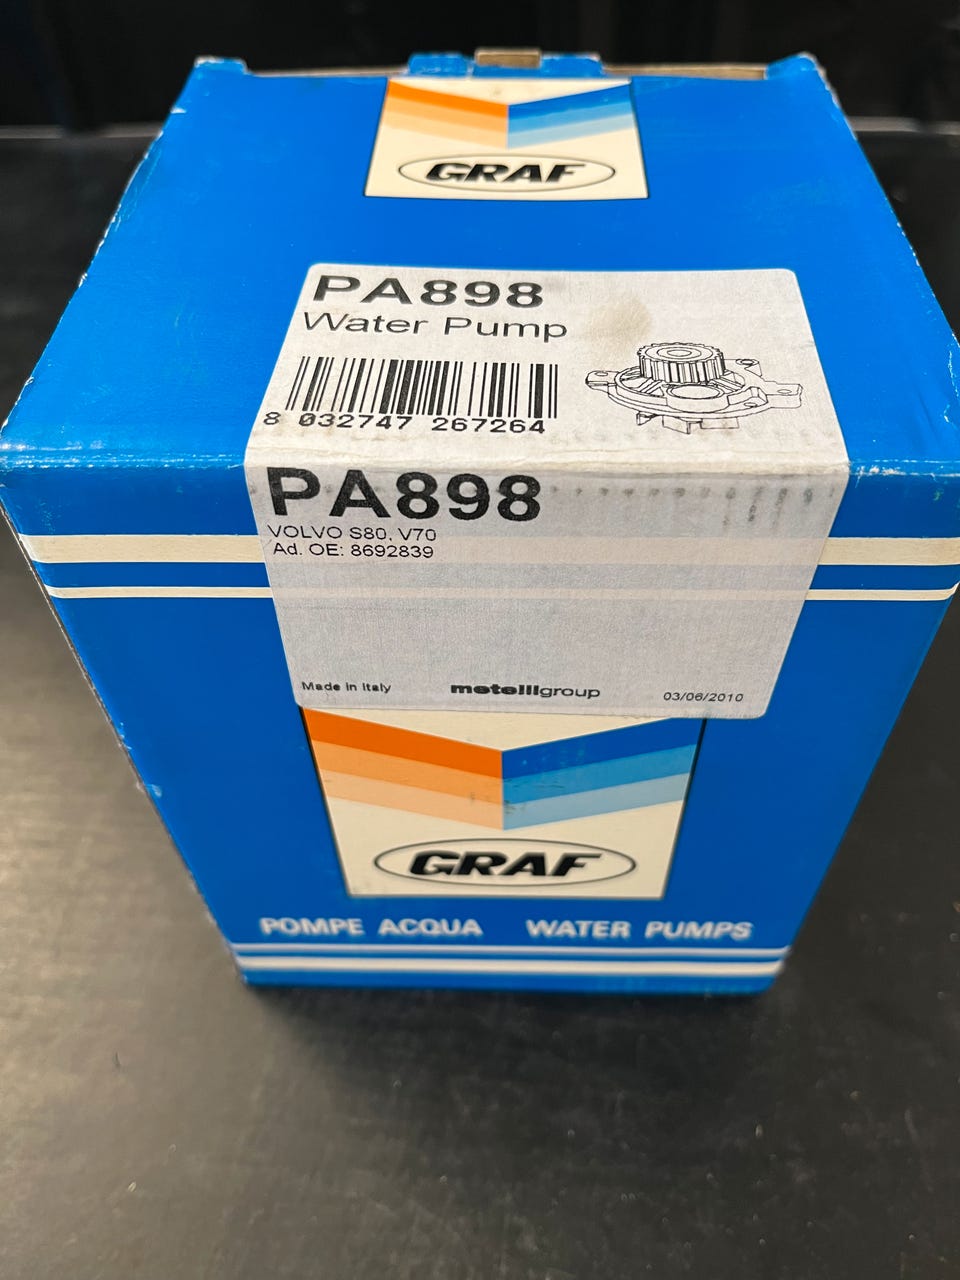 GRAF
PA898
Water Pump
8 032747 267264
PA898
VOLVO S80, V70
Ad. OE: 8692839
Made in Italy metelligroup 03/06/2010
GRAF
POMPE ACQUA WATER PUMPS